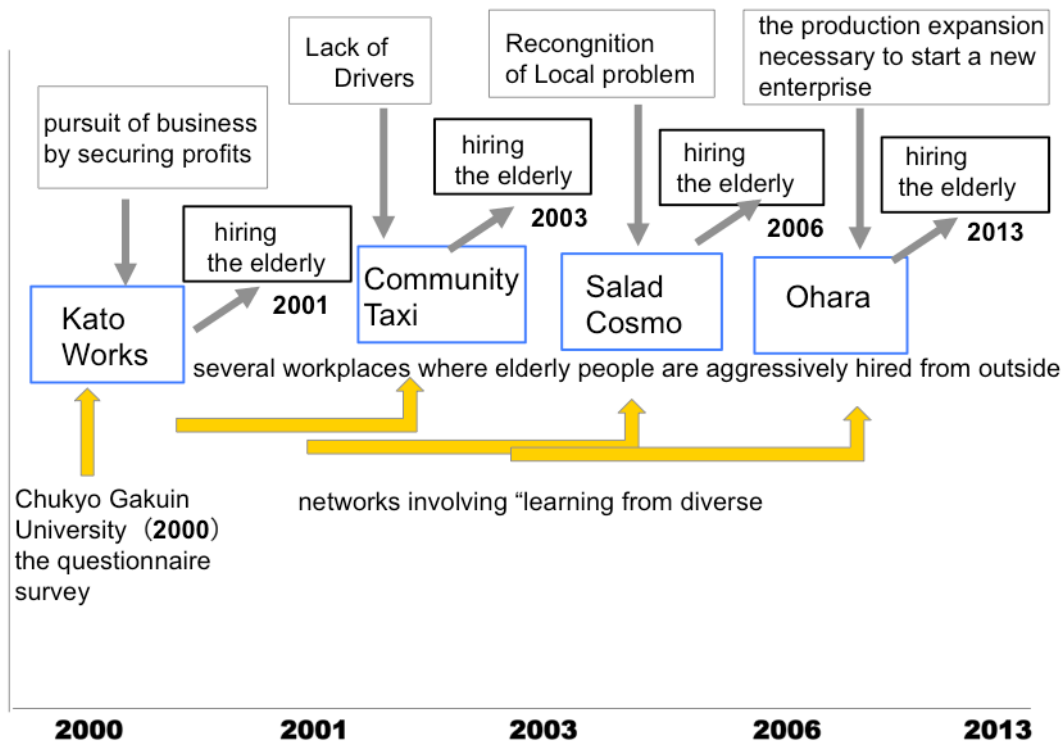 pursuit of business
by securing profits
Lack of
Drivers
Recongnition
of Local problem
the production expansion
necessary to start a new
enterprise
hiring
the elderly
2001
hiring
the elderly
2003
hiring
the elderly
2006
hiring
the elderly
2013
Kato
Works
Community
Taxi
Salad
Cosmo
Ohara
several workplaces where elderly people are aggressively hired from outside
Chukyo Gakuin
University（2000）
the questionnaire
survey
networks involving “learning from diverse
2000
2001
2003
2006
2013